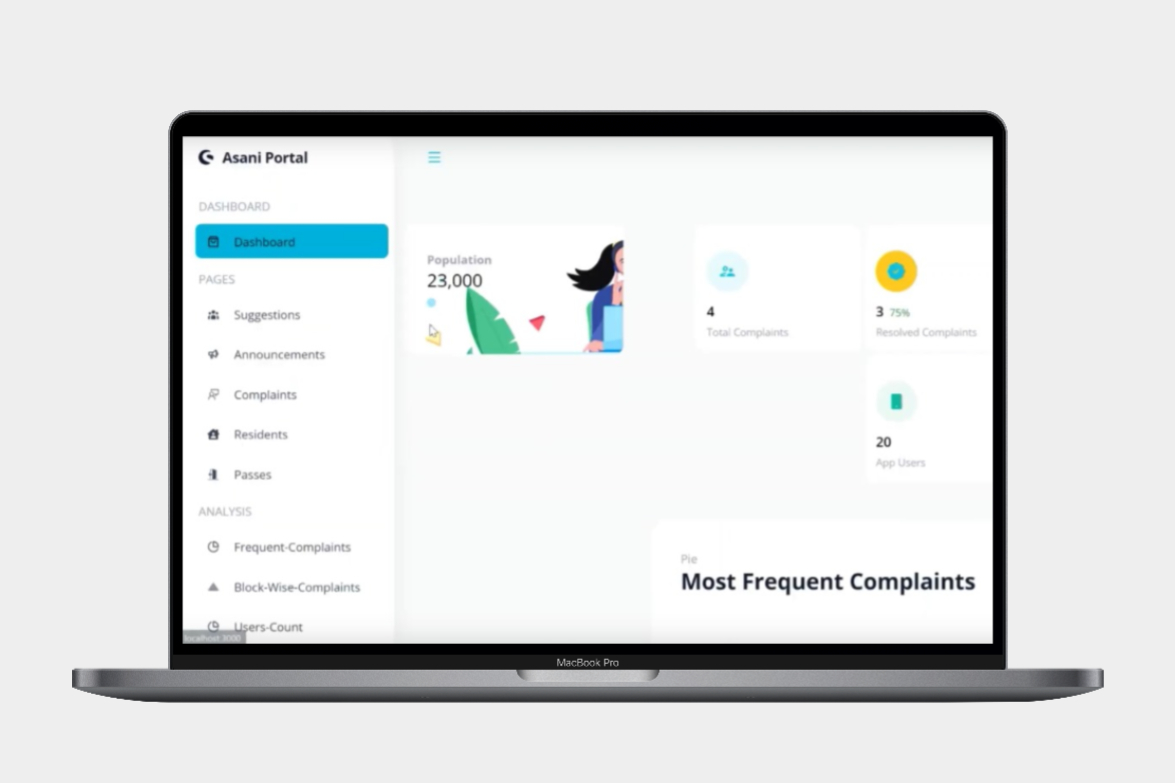 Asani Portal
DASHBOARD
Dashboard
PAGES
Suggestions
Announcements
Complaints
Residents
Passes
ANALYSIS
Frequent-Complaints
Block-Wise-Complaints
Users-Count
localhost:3000
Population
23,000
4
Total Complaints
3 75%
Resolved Complaints
20
App Users
Pie
Most Frequent Complaints
MacBook Pro